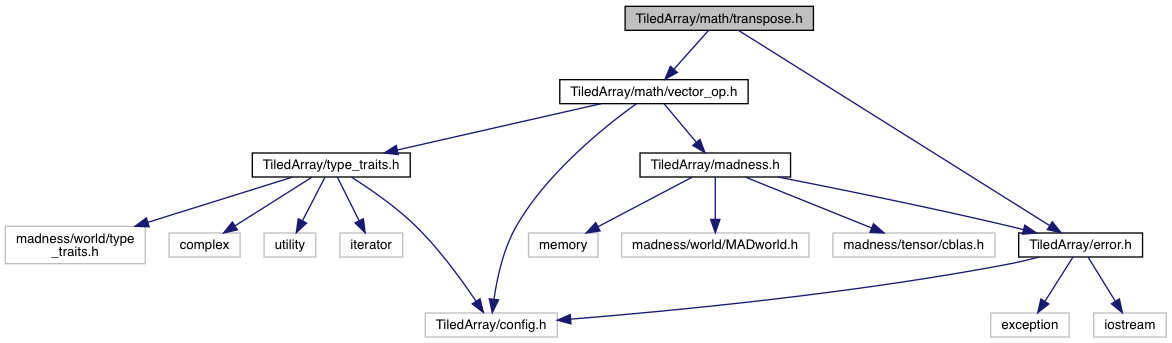 TiledArray/math/transpose.h
TiledArray/math/vector_op.h
TiledArray/type_traits.h
TiledArray/madness.h
madness/world/type
_traits.h
complex
utility
iterator
memory
madness/world/MADworld.h
madness/tensor/cblas.h
TiledArray/error.h
TiledArray/config.h
exception
iostream